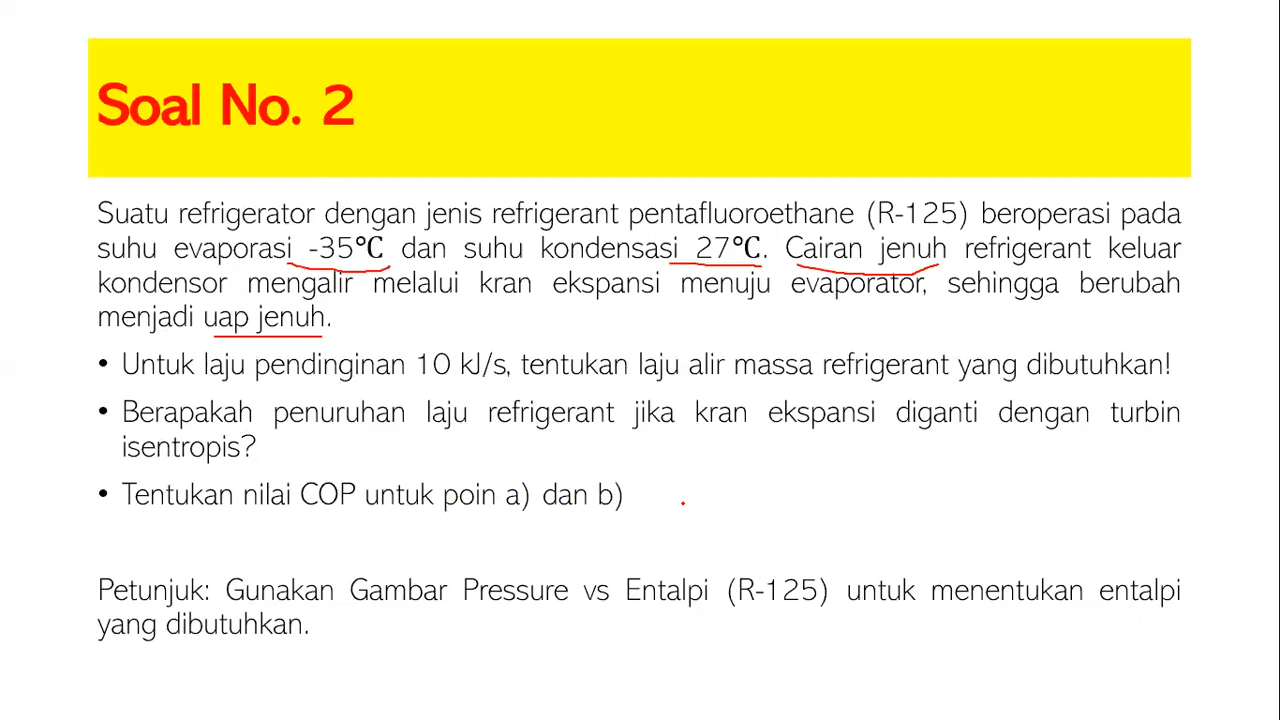 Soal No. 2
Suatu refrigerator dengan jenis refrigerant pentafluoroethane (R-125) beroperasi pada
suhu evaporasi -35℃ dan suhu kondensasi 27℃. Cairan jenuh refrigerant keluar
kondensor mengalir melalui kran ekspansi menuju evaporator, sehingga berubah
menjadi uap jenuh.
• Untuk laju pendinginan 10 kJ/s, tentukan laju alir massa refrigerant yang dibutuhkan!
• Berapakah penuruhan laju refrigerant jika kran ekspansi diganti dengan turbin
isentropis?
• Tentukan nilai COP untuk poin a) dan b)
Petunjuk: Gunakan Gambar Pressure vs Entalpi (R-125) untuk menentukan entalpi
yang dibutuhkan.